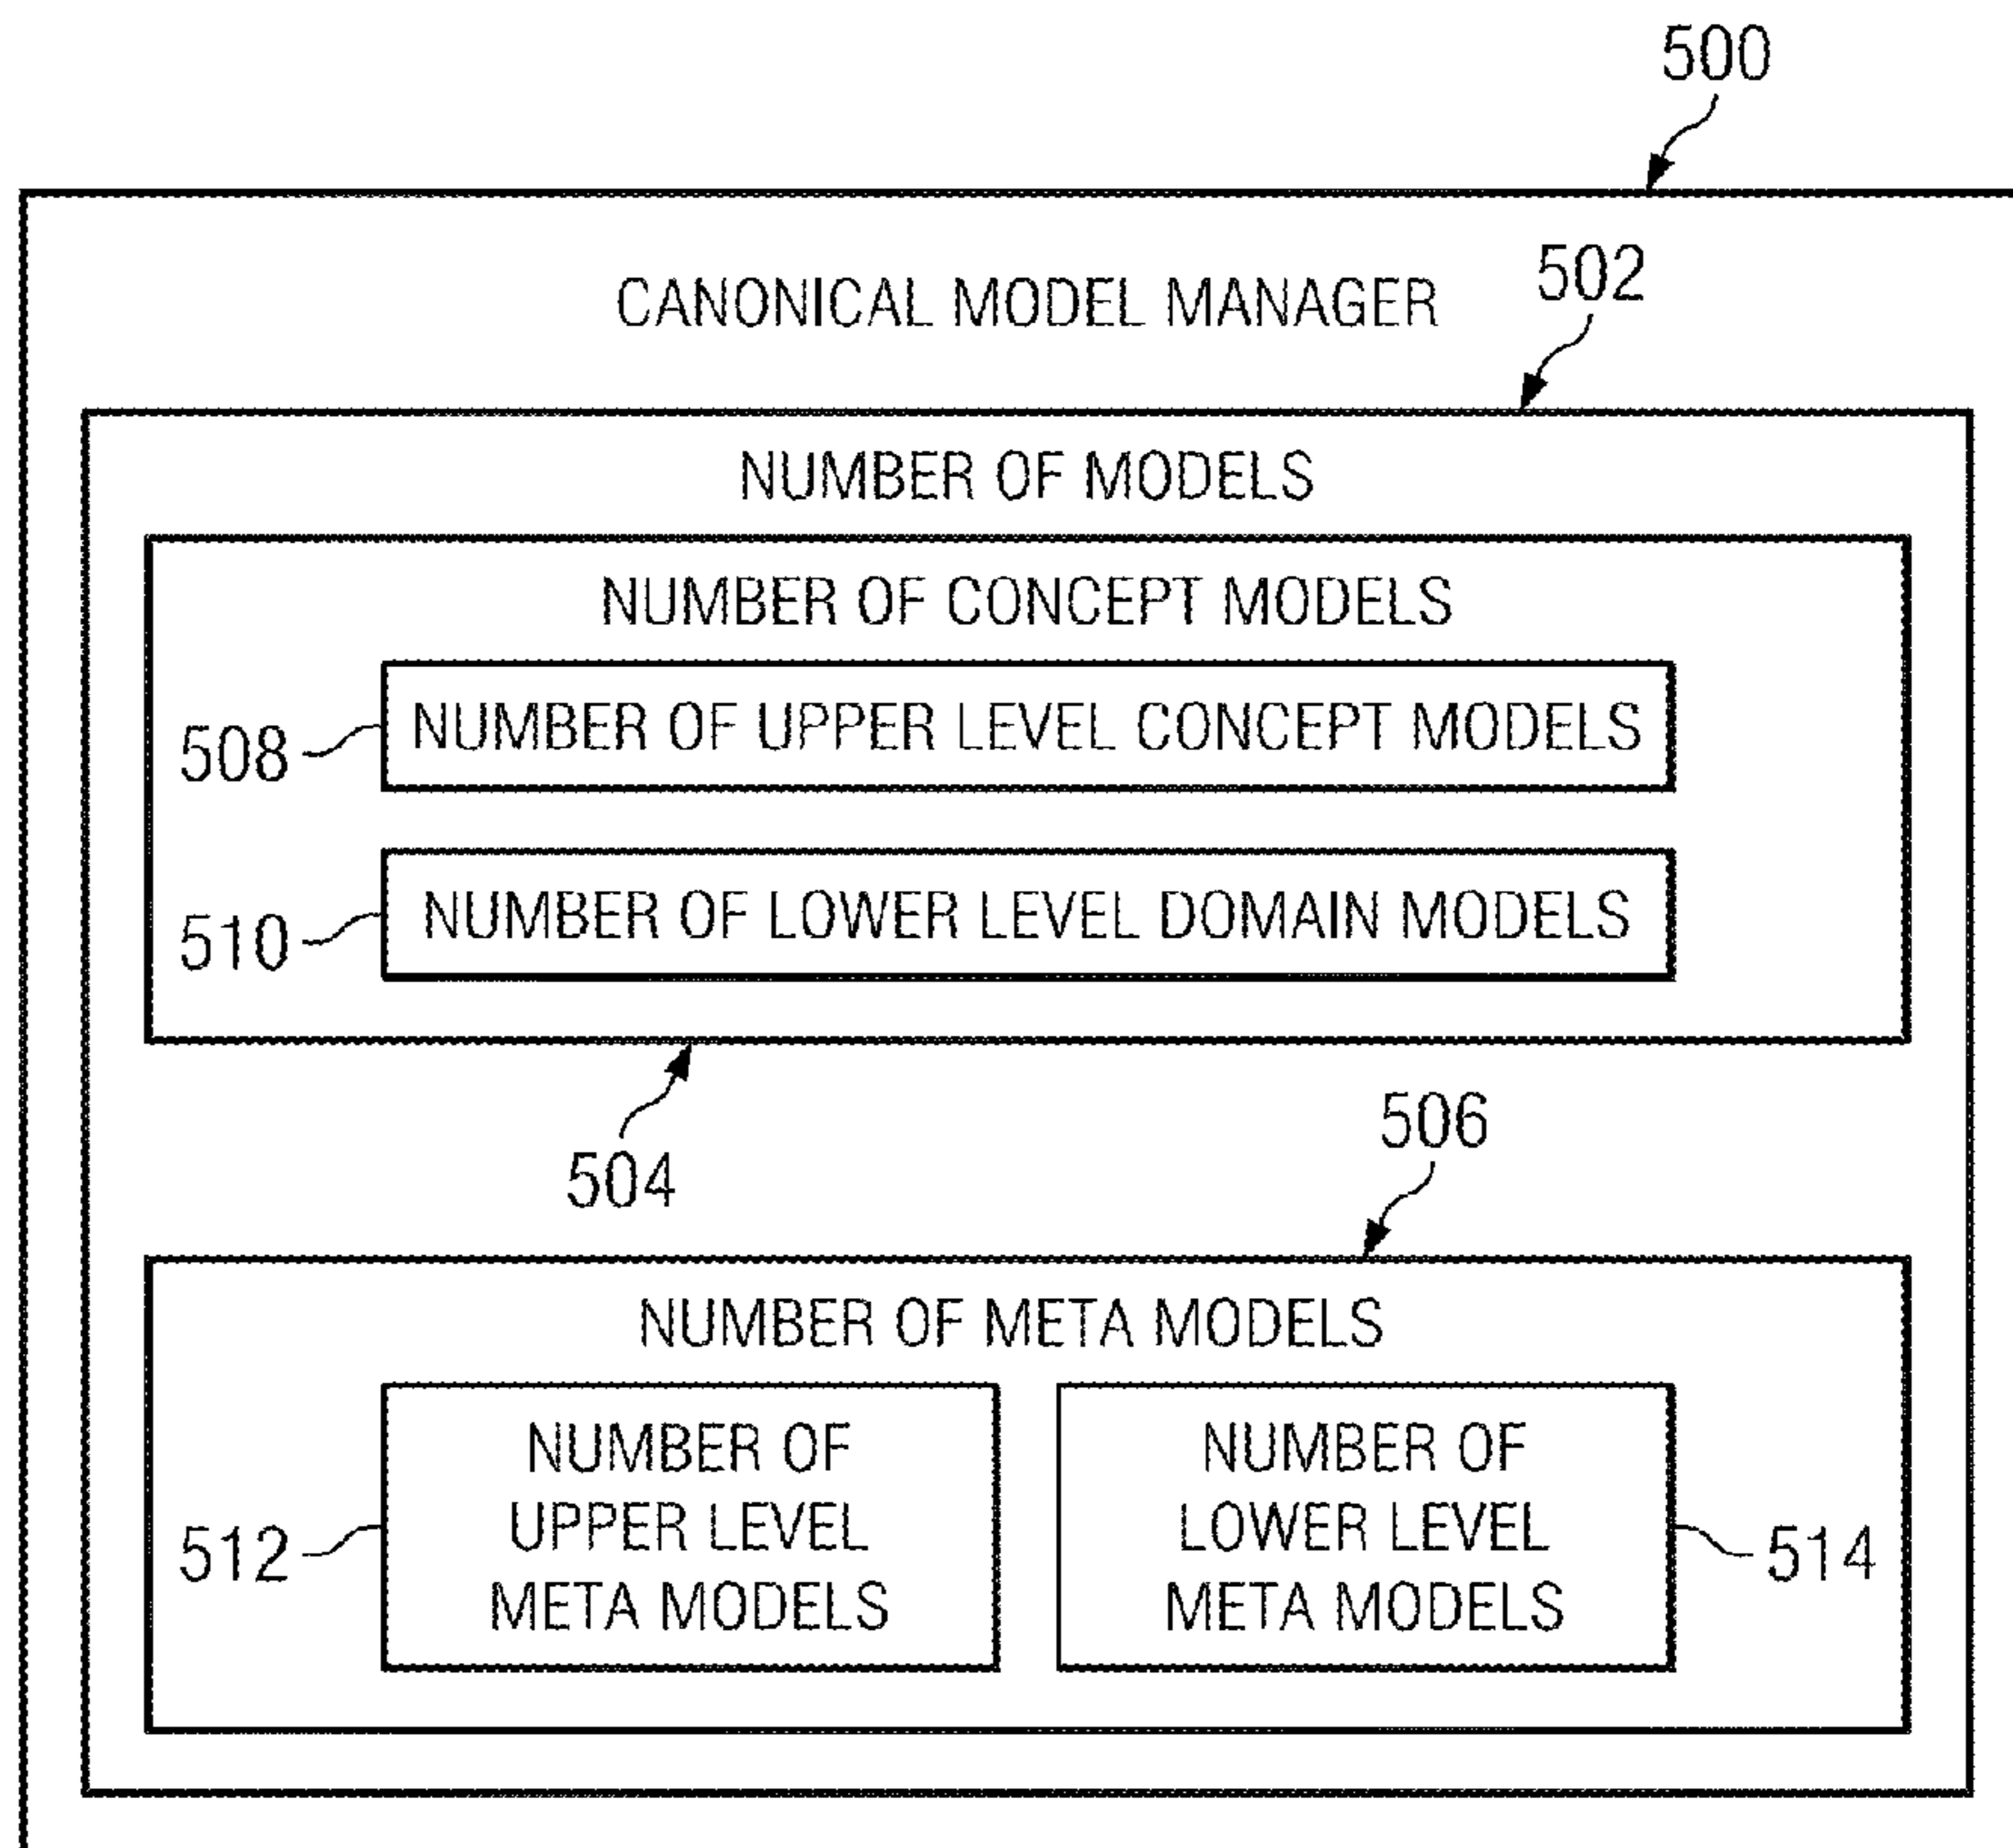 500
CANONICAL MODEL MANAGER
502
NUMBER OF MODELS
NUMBER OF CONCEPT MODELS
508
NUMBER OF UPPER LEVEL CONCEPT MODELS
510
NUMBER OF LOWER LEVEL DOMAIN MODELS
504
506
NUMBER OF META MODELS
512
NUMBER OF
UPPER LEVEL
META MODELS
NUMBER OF
LOWER LEVEL
META MODELS
514